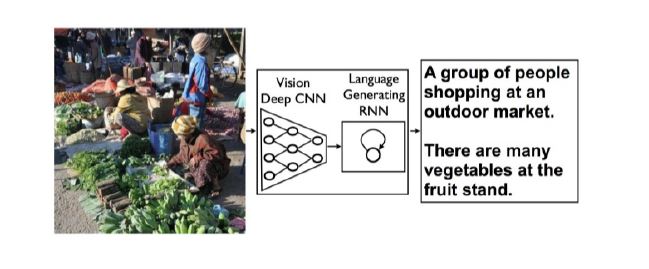 Vision
Deep CNN
Language
Generating
RNN
A group of people
shopping at an
outdoor market.
There are many
vegetables at the
fruit stand.